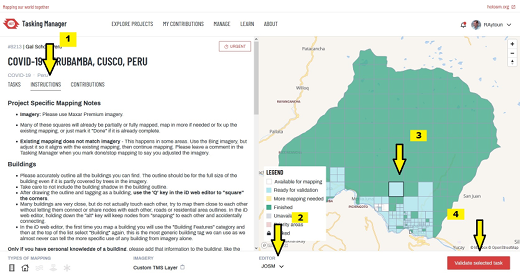 Mapping our world together
hotosm.org
Tasking Manager
EXPLORE PROJECTS
MY CONTRIBUTIONS
MANAGE
LEARN
ABOUT
RAytoun
1
#8210 | Gal School Peru
URGENT
COVID-19 URUBAMBA, CUSCO, PERU
COVID-19
Peru
TASKS
INSTRUCTIONS
CONTRIBUTIONS
Project Specific Mapping Notes
Imagery: Please use Maxar Premium imagery
Many of these squares will already be partially or fully mapped, map in more if needed or fix up the
existing mapping, or just mark it "Done" if it is already complete.
Existing mapping does not match imagery - This happens in some areas. Use the Bing imagery, but
adjust it so it aligns with the existing mapping, then continue mapping. Please leave a comment in the
Tasking Manager when you mark done/stop mapping to say you adjusted the imagery.
Buildings
Please accurately outline all the buildings you can find. The outline should be for the full size of the
building even if it is partly covered by trees in the imagery.
Take care to not include the building shadow in the building outline.
After drawing the outline and tagging as a building, use the 'Q' key in the iD web editor to "square"
the corners.
Many buildings are very close, but do not actually touch each other, try to map them close to each other
without letting them connect or share nodes with each other, roads or residential area outlines. In the iD
web editor, holding down the "alt" key will keep nodes from "snapping" to each other and accidentally
connecting.
In the iD web editor, the first time you map a building you will use the "Building Features" category and
then at the top of the list select "building" again, this is the most generic building tag we can use as we
almost never can tell the more specific use of any building from imagery alone.
Only if you have personal knowledge of a building, please add that information to the building, like the
TYPES OF MAPPING
IMAGERY
Custom TMS Layer
EDITOR
JOSM
LEGEND
Available for mapping
Ready for validation
More mapping needed
Finished
Unavail
ity areas
ked
2
3
4
Validate selected task